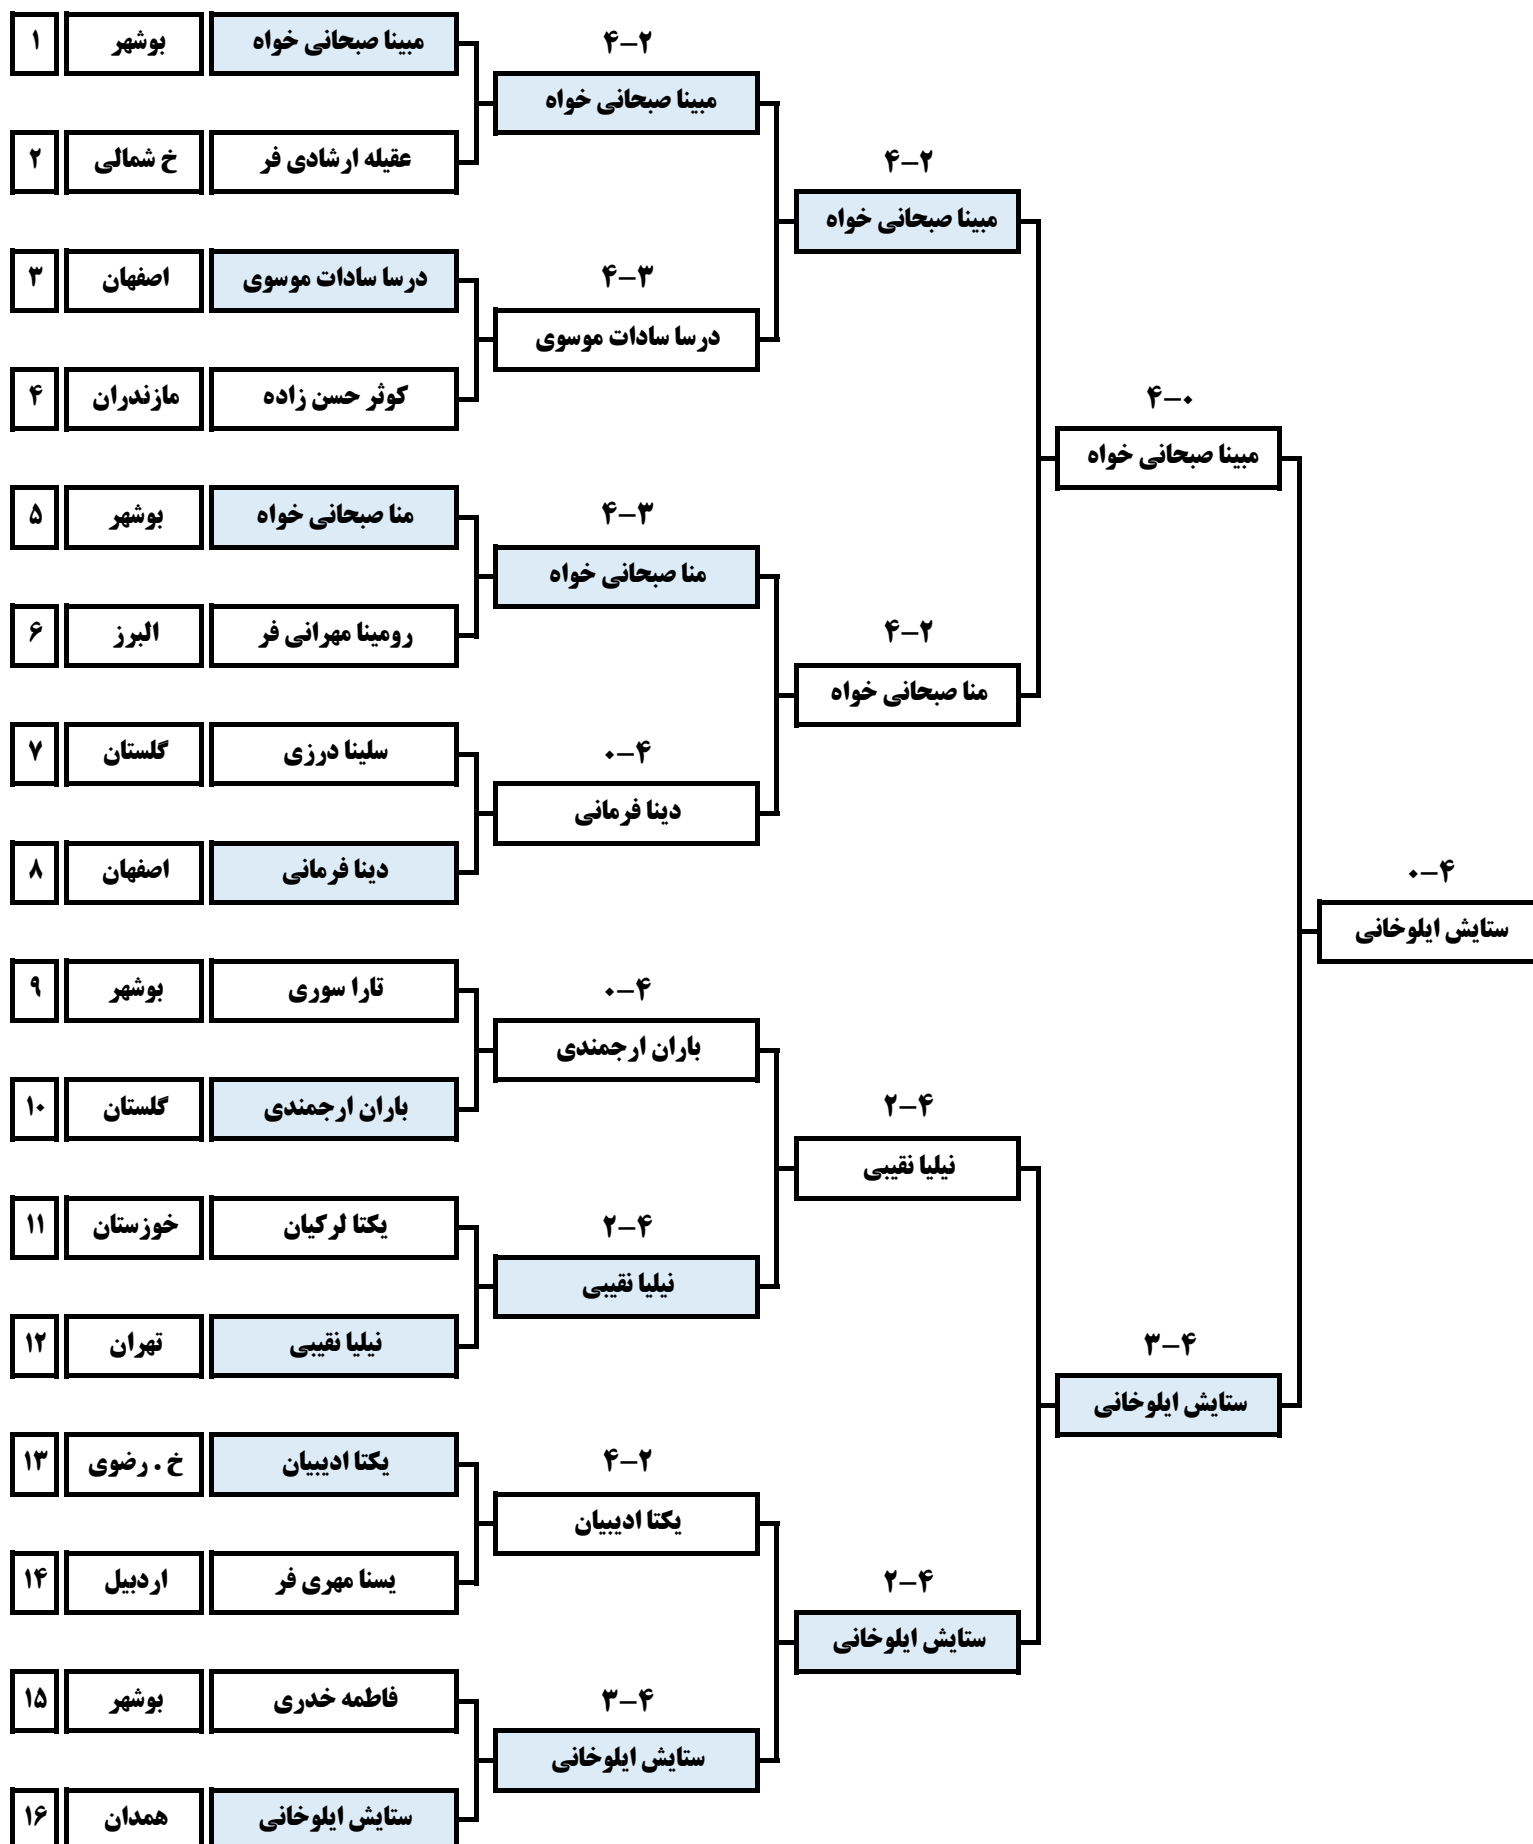 ۱ بوشهر مبینا صبحانی خواه
۴-۲
مبینا صبحانی خواه
۲ خ شمالی عقیله ارشادی فر
۴-۲
مبینا صبحانی خواه
۳ اصفهان درسا سادات موسوی
۴-۳
درسا سادات موسوی
۴ مازندران کوثر حسن زاده
۴-۰
مبینا صبحانی خواه
۵ بوشهر منا صبحانی خواه
۴-۳
منا صبحانی خواه
۶ البرز رومینا مهرانی فر
۴-۲
منا صبحانی خواه
۷ گلستان سلینا درزی
۰-۴
دینا فرمانی
۸ اصفهان دینا فرمانی
۰-۴
ستایش ایلوخانی
۹ بوشهر تارا سوری
۰-۴
باران ارجمندی
۱۰ گلستان باران ارجمندی
۲-۴
نیلیا نقیبی
۱۱ خوزستان یکتا لرکیان
۲-۴
نیلیا نقیبی
۱۲ تهران نیلیا نقیبی
۳-۴
ستایش ایلوخانی
۱۳ خ . رضوی یکتا ادیبیان
۴-۲
یکتا ادیبیان
۱۴ اردبیل یسنا مهری فر
۲-۴
ستایش ایلوخانی
۱۵ بوشهر فاطمه خدری
۳-۴
ستایش ایلوخانی
۱۶ همدان ستایش ایلوخانی